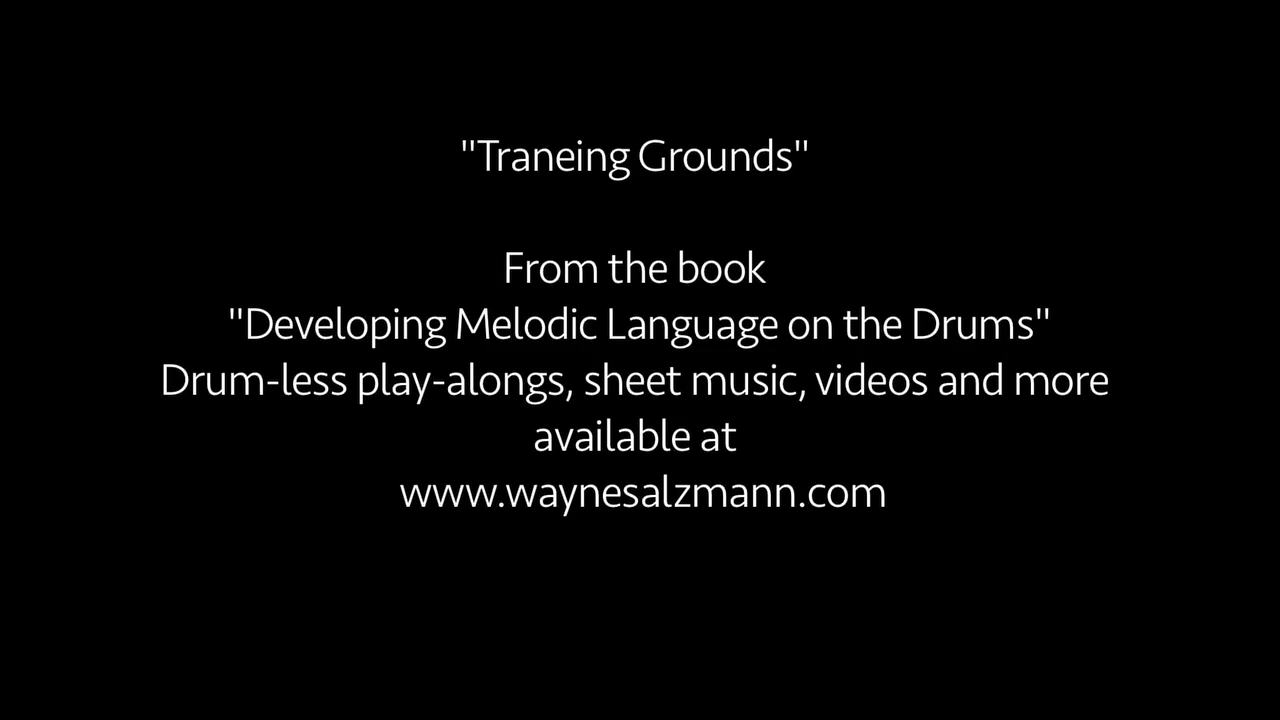 "Traneing Grounds"
From the book
"Developing Melodic Language on the Drums"
Drum-less play-alongs, sheet music, videos and more
available at
www.waynesalzmann.com